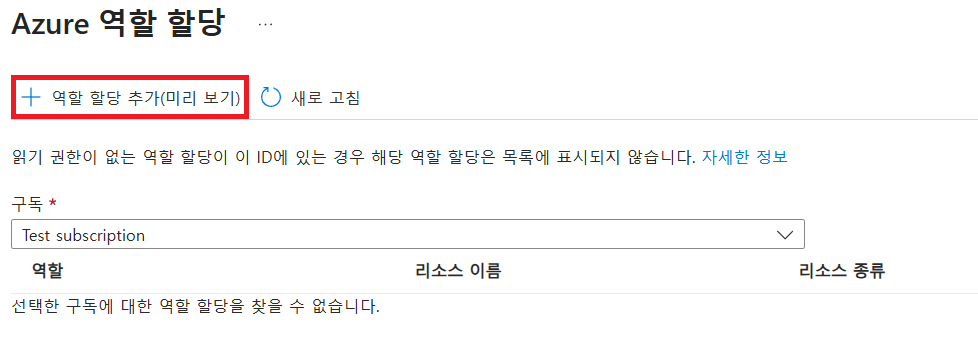 Azure 역할 할당 ...
역할 할당 추가(미리 보기) 새로 고침
읽기 권한이 없는 역할 할당이 이 ID에 있는 경우 해당 역할 할당은 목록에 표시되지 않습니다. 자세한 정보
구독 *
Test subscription
역할 리소스 이름 리소스 종류
선택한 구독에 대한 역할 할당을 찾을 수 없습니다.